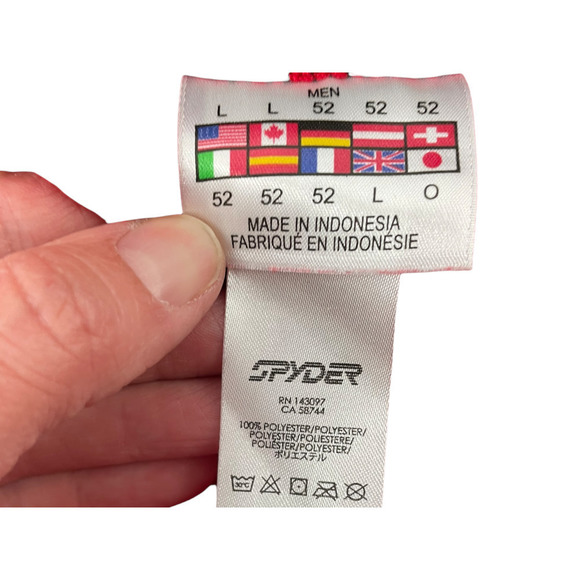 MEN
L L 52 52 52
52 52 52 L O
MADE IN INDONESIA
FABRIQUÉ EN INDONÉSIE
SPYDER
RN 143097
CA 58744
100% POLYESTER/POLYESTER/
POLYESTER/POLIESTERE/
POLIÉSTER/POLYESTER/
ポリエステル
30°C